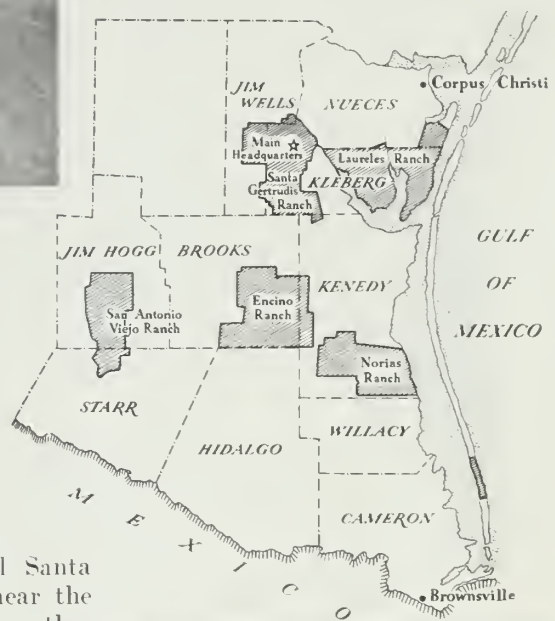 JIM
WELLS
NUECES
Corpus Christi
Main
Headquarters
Laureles Ranch
Santa
Gertrudis
Ranch
KLEBERG
GULF
OF
MEXICO
JIM HOGG
BROOKS
KENEDY
San Antonio
Viejo Ranch
Encino
Ranch
Norias
Ranch
STARR
HIDALGO
WILLACY
CAMERON
MEXICO
Brownsville
l Santa
near the